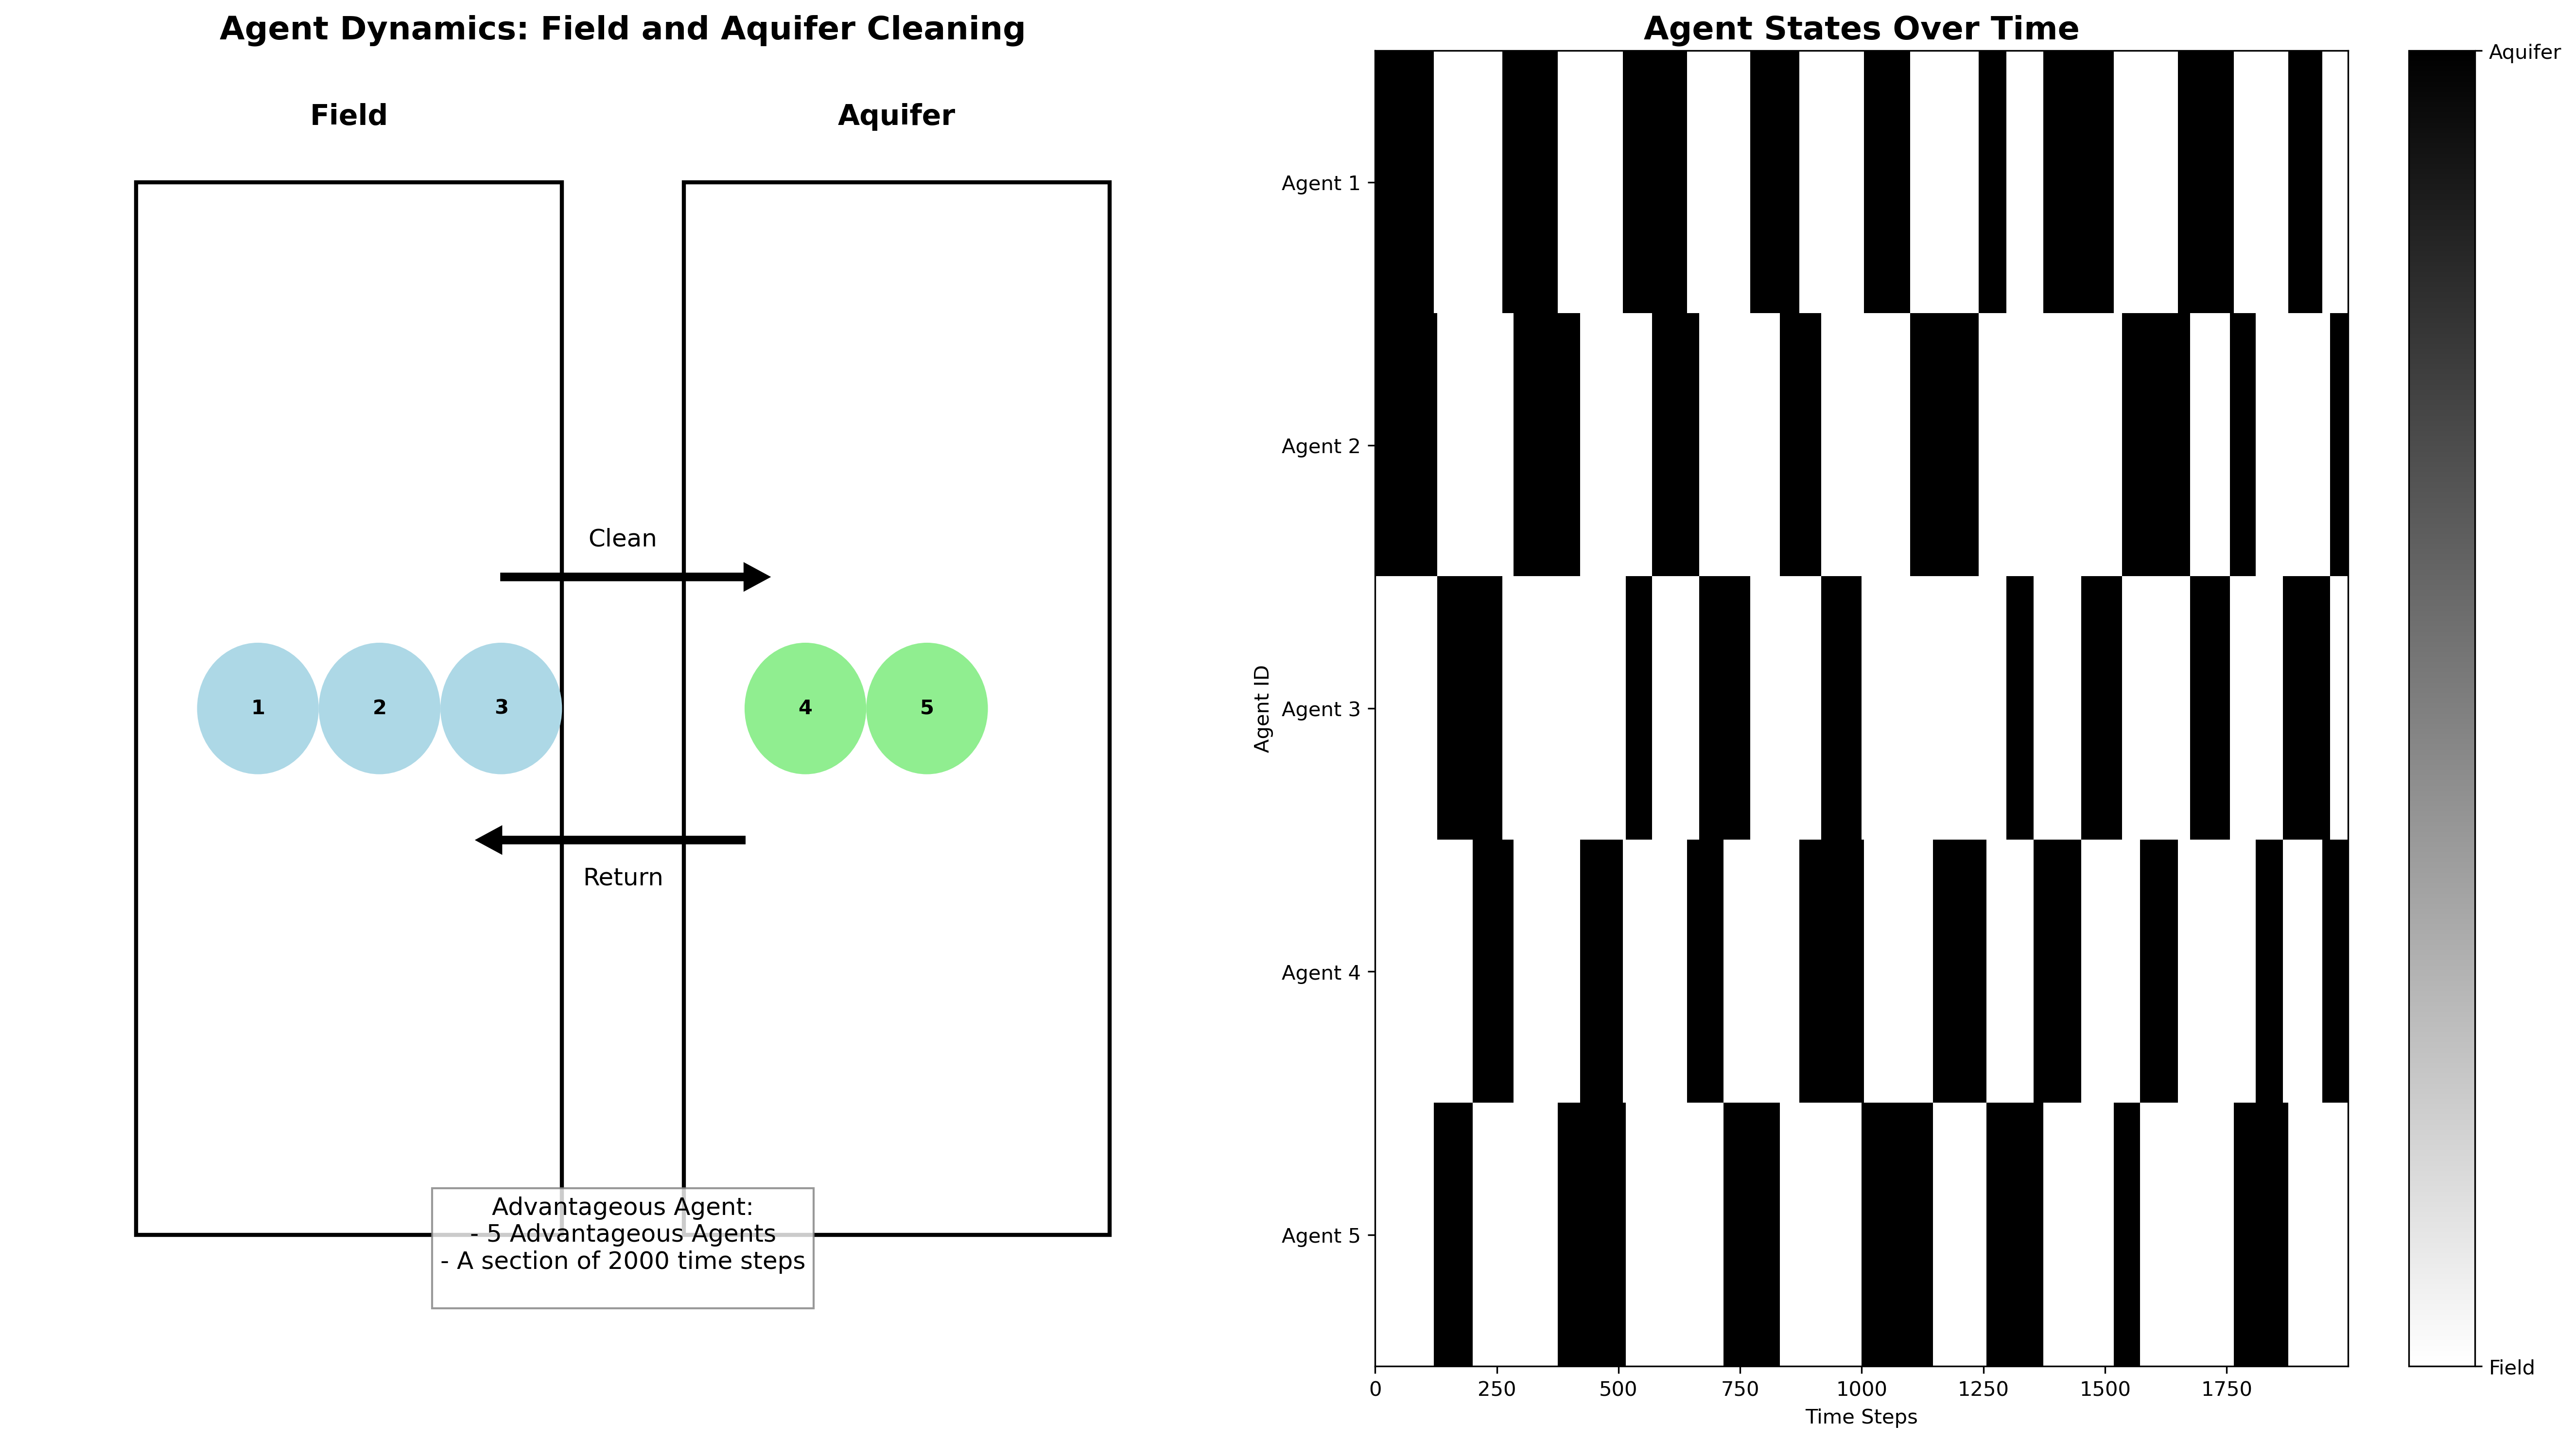 Agent Dynamics: Field and Aquifer Cleaning
Field
Aquifer
Clean
1
2
3
4
5
Return
Advantageous Agent:
- 5 Advantageous Agents
- A section of 2000 time steps
Agent States Over Time
Agent ID
Agent 1
Agent 2
Agent 3
Agent 4
Agent 5
0
250
500
750
1000
1250
1500
1750
Time Steps
Aquifer
Field